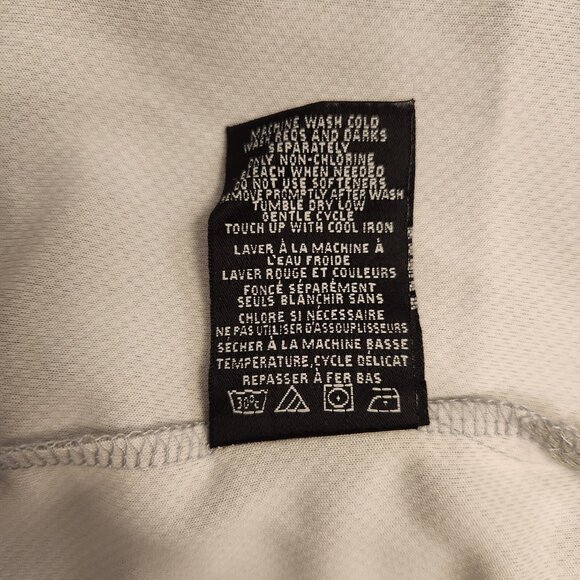 MACHINE WASH COLD
WASH REDS AND DARKS
SEPARATELY
ONLY NON-CHLORINE
BLEACH WHEN NEEDED
DO NOT USE SOFTENERS
REMOVE PROMPTLY AFTER WASH
TUMBLE DRY LOW
GENTLE CYCLE
TOUCH UP WITH COOL IRON
LAVER À LA MACHINE À
L'EAU FROIDE
LAVER ROUGE ET COULEURS
FONCÉ SÉPARÉMENT
SEULS BLANCHIR SANS
CHLORE SI NÉCESSAIRE
NE PAS UTILISER D'ASSOUPLISSEURS
SÉCHER À LA MACHINE BASSE
TEMPÉRATURE, CYCLE DÉLICAT
REPASSER À FER BAS
30°C